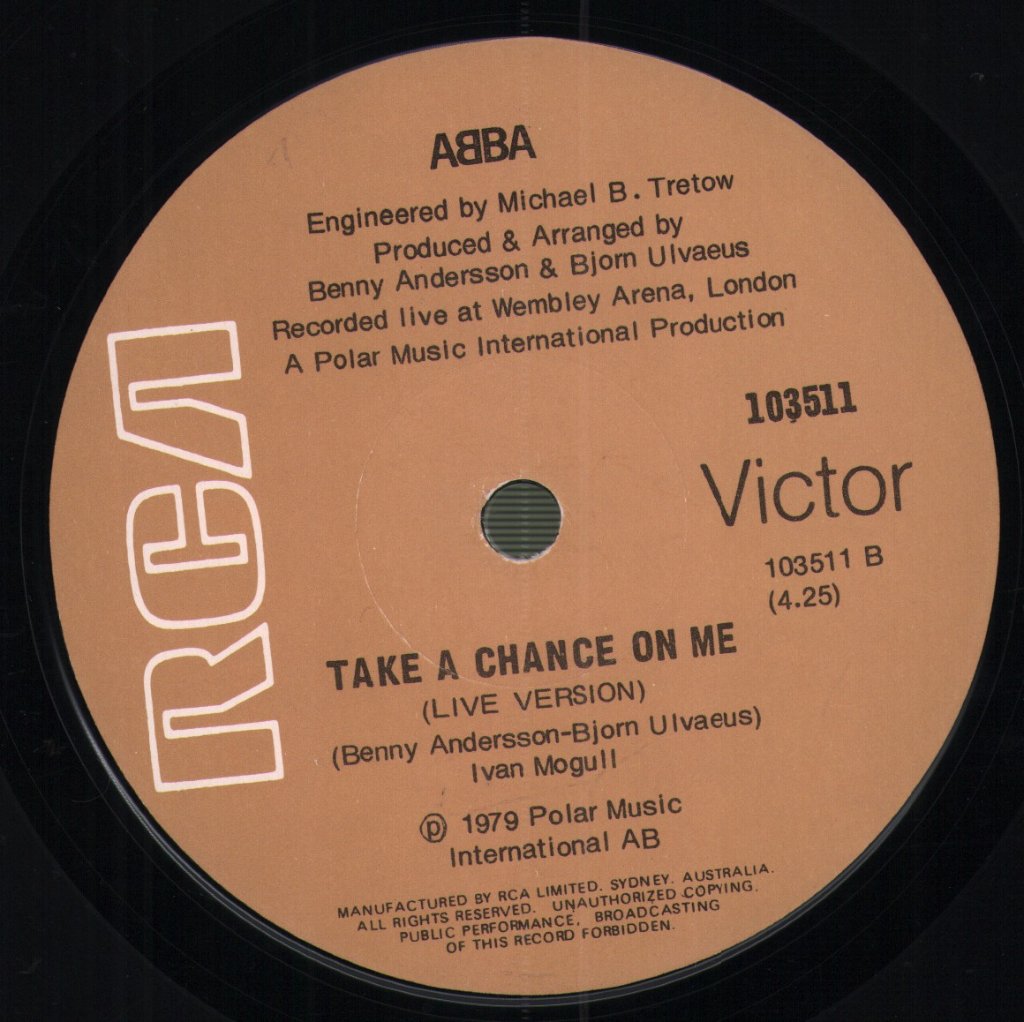 ABBA
Engineered by Michael B. Tretow
Produced & Arranged by
Benny Andersson & Bjorn Ulvaeus
Recorded live at Wembley Arena, London
A Polar Music International Production
RCA
103511
Victor
103511 B
(4.25)
TAKE A CHANCE ON ME
(LIVE VERSION)
(Benny Andersson-Bjorn Ulvaeus)
Ivan Mogull
℗ 1979 Polar Music
International AB
MANUFACTURED BY RCA LIMITED. SYDNEY. AUSTRALIA.
ALL RIGHTS RESERVED. UNAUTHORIZED COPYING.
PUBLIC PERFORMANCE, BROADCASTING
OF THIS RECORD FORBIDDEN.